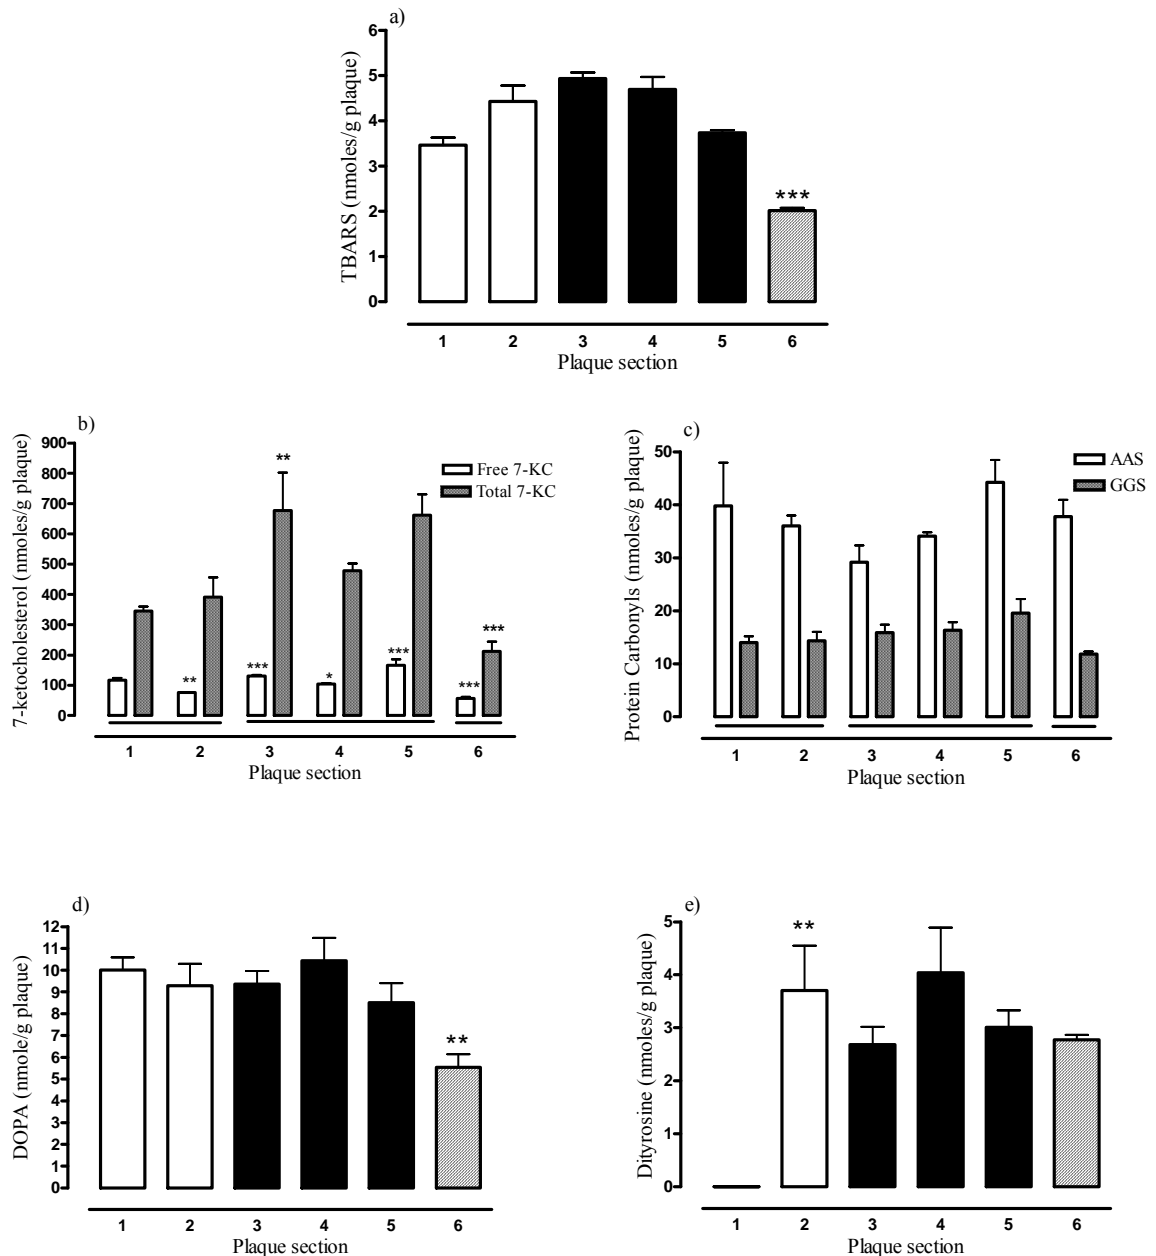 a)
TBARS (nmoles/g plaque)
6
5
4
3
2
1
0
***
1 2 3 4 5 6
Plaque section
b)
7-ketocholesterol (nmoles/g plaque)
900
800
700
600
500
400
300
200
100
0
Free 7-KC
Total 7-KC
**
** *** * *** *** ***
1 2 3 4 5 6
Plaque section
c)
Protein Carbonyls (nmoles/g plaque)
50
40
30
20
10
0
AAS
GGS
1 2 3 4 5 6
Plaque section
d)
DOPA (nmole/g plaque)
12
11
10
9
8
7
6
5
4
3
2
1
0
**
1 2 3 4 5 6
Plaque section
e)
Dityrosine (nmoles/g plaque)
5
4
3
2
1
0
**
1 2 3 4 5 6
Plaque section